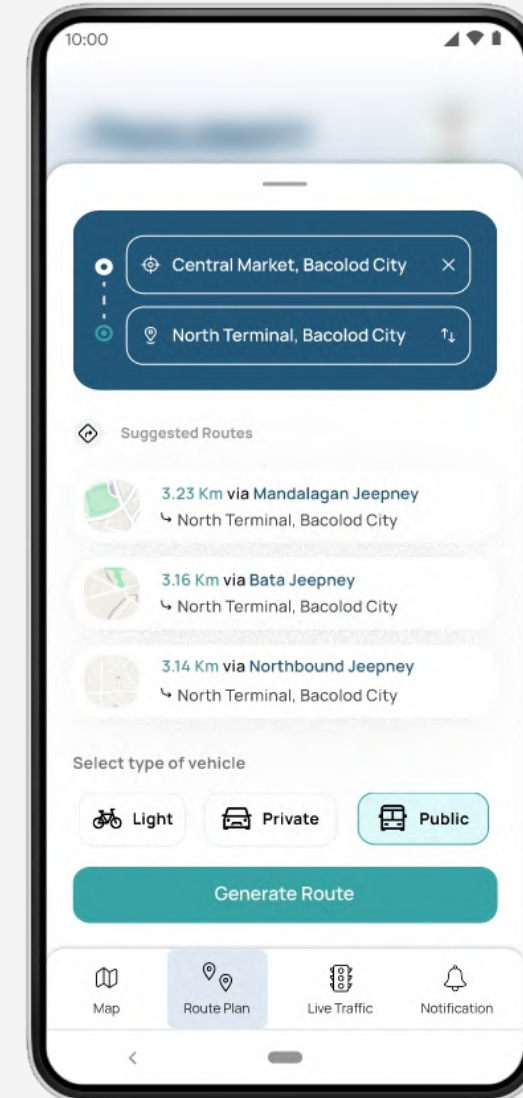 10:00
Central Market, Bacolod City
North Terminal, Bacolod City
Suggested Routes
3.23 Km via Mandalagan Jeepney
North Terminal, Bacolod City
3.16 Km via Bata Jeepney
North Terminal, Bacolod City
3.14 Km via Northbound Jeepney
North Terminal, Bacolod City
Select type of vehicle
Light Private Public
Generate Route
Map Route Plan Live Traffic Notification